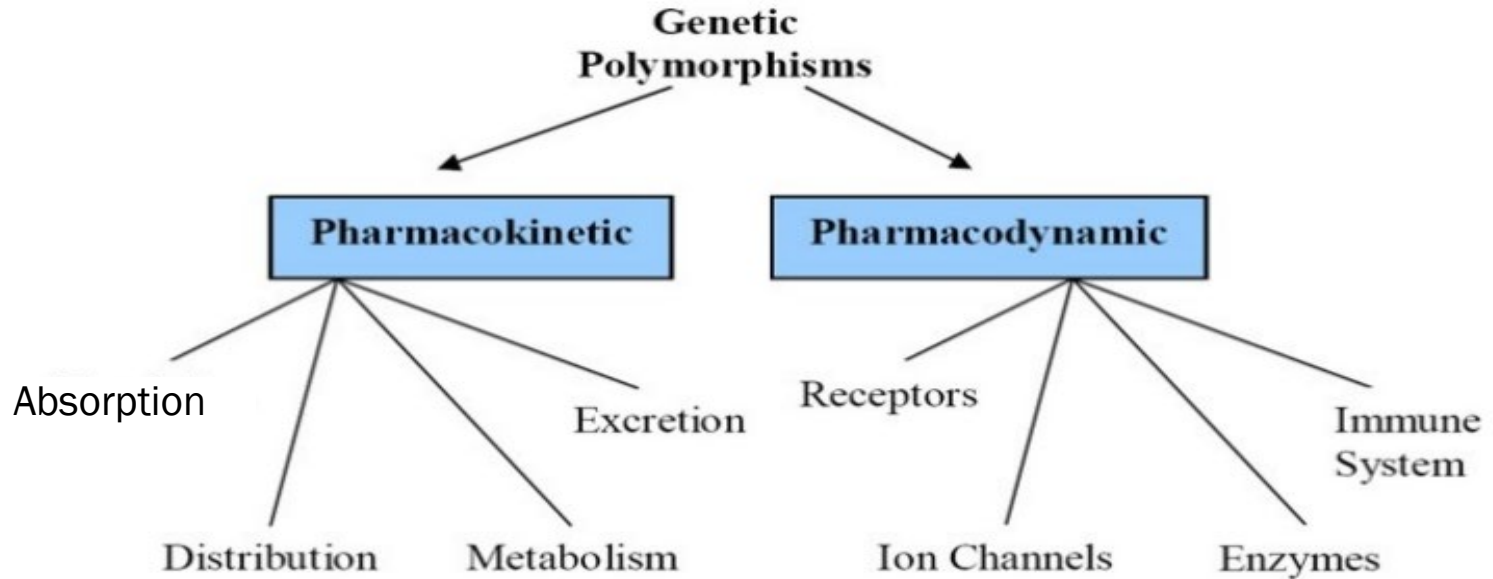 Genetic
Polymorphisms
Pharmacokinetic
Pharmacodynamic
Absorption
Distribution
Metabolism
Excretion
Receptors
Ion Channels
Enzymes
Immune
System